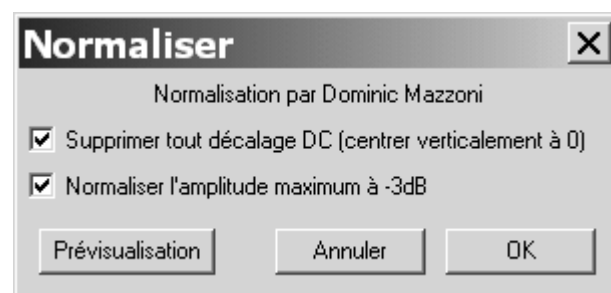 Normaliser
Normalisation par Dominic Mazzoni
Supprimer tout décalage DC (centrer verticalement à 0)
Normaliser l'amplitude maximum à -3dB
Prévisualisation Annuler OK